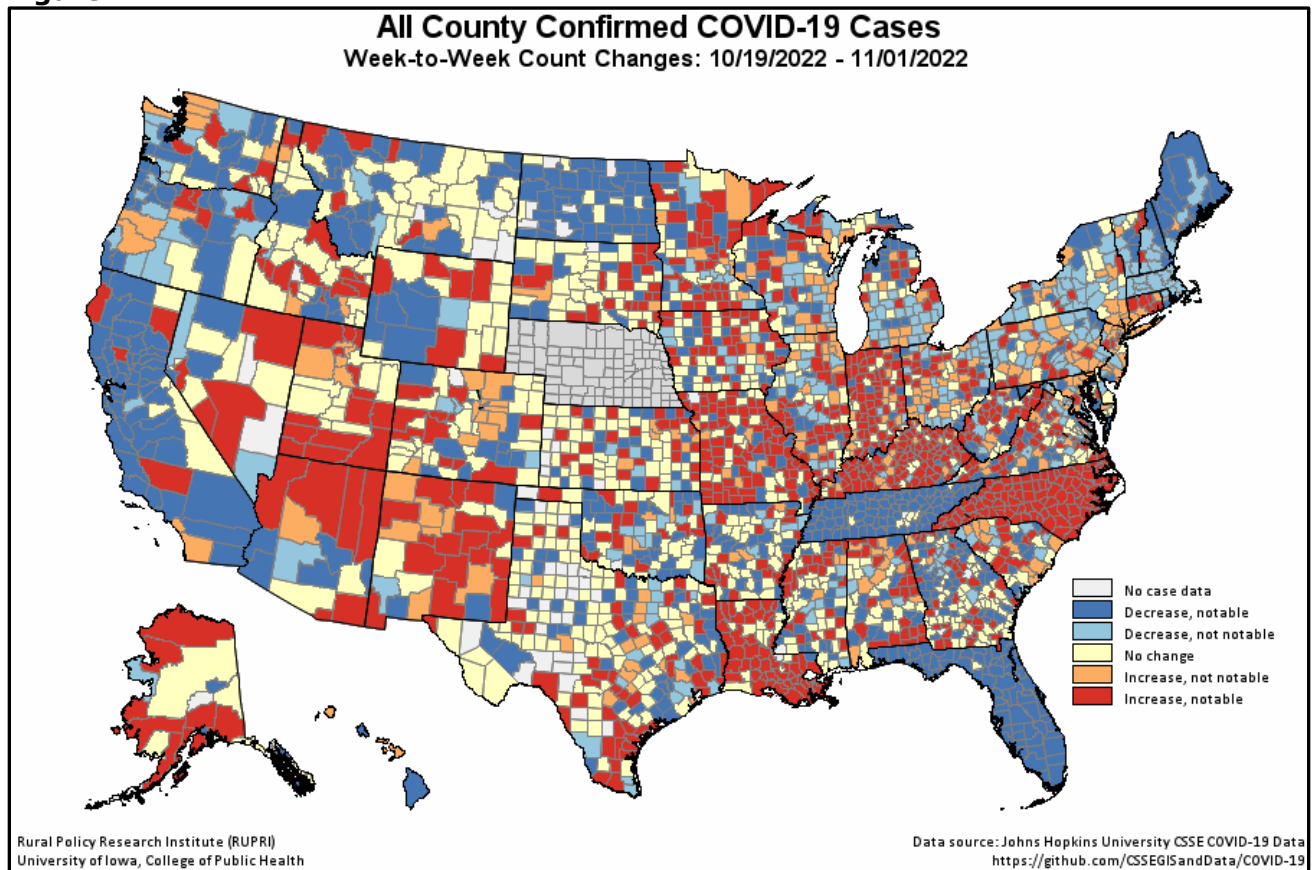 All County Confirmed COVID-19 Cases
Week-to-Week Count Changes: 10/19/2022 - 11/01/2022
No case data
Decrease, notable
Decrease, not notable
No change
Increase, not notable
Increase, notable
Rural Policy Research Institute (RUPRI)
University of Iowa, College of Public Health
Data source: Johns Hopkins University CSSE COVID-19 Data
https://github.com/CSSEGISandData/COVID-19